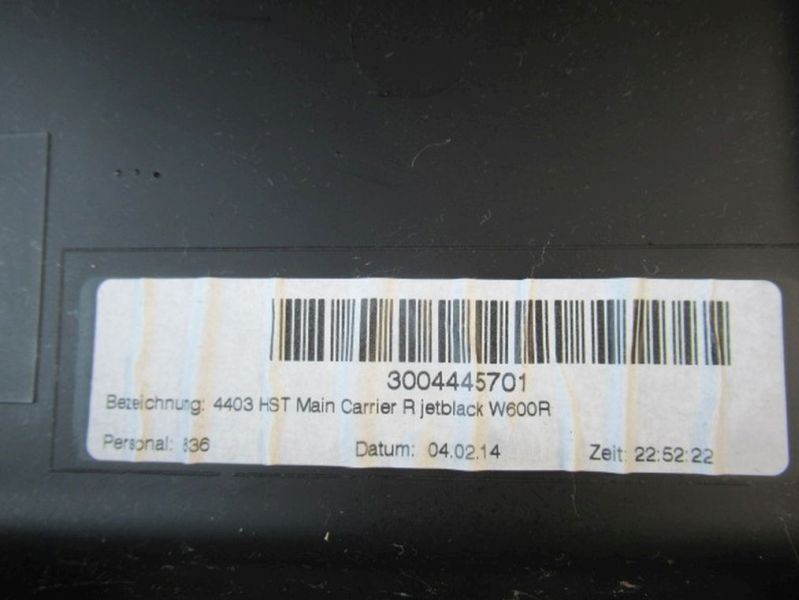 3004445701
Bezeichnung: 4403 HST Main Carrier R jetblack W600R
Personal: 836 Datum: 04.02.14 Zeit: 22:52:22